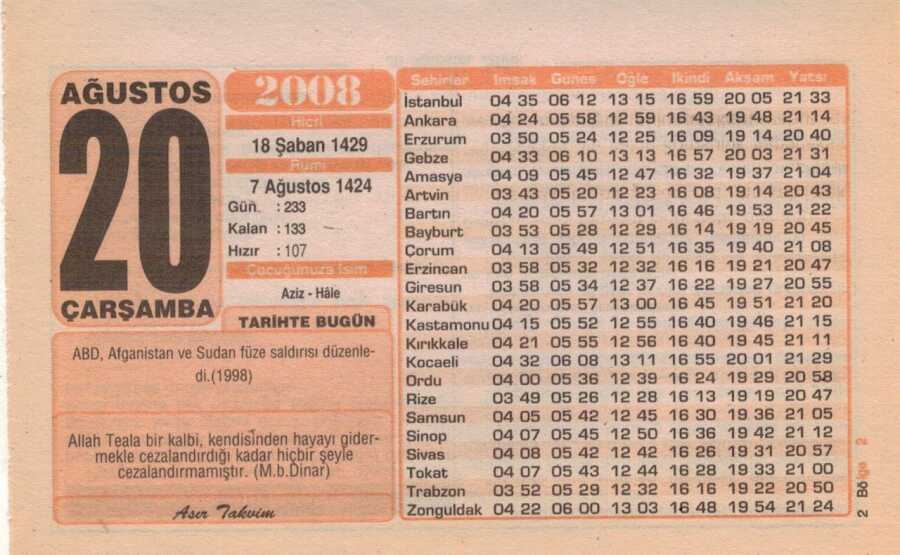 AĞUSTOS
20
ÇARŞAMBA
2008
Hicri
18 Şaban 1429
Rumi
7 Ağustos 1424
Gün : 233
Kalan : 133
Hızır : 107
Çocuğunuza İsim
Aziz - Hâle
TARİHTE BUGÜN
ABD, Afganistan ve Sudan füze saldırısı düzenle-
di.(1998)
Allah Teala bir kalbi, kendisinden hayayı gider-
mekle cezalandırdığı kadar hiçbir şeyle
cezalandırmamıştır. (M.b.Dinar)
Asır Takvim
Şehirler İmsak Güneş Öğle İkindi Akşam Yatsı
İstanbul 04 35 06 12 13 15 16 59 20 05 21 33
Ankara 04 24 05 58 12 59 16 43 19 48 21 14
Erzurum 03 50 05 24 12 25 16 09 19 14 20 40
Gebze 04 33 06 10 13 13 16 57 20 03 21 31
Amasya 04 09 05 45 12 47 16 32 19 37 21 04
Artvin 03 43 05 20 12 23 16 08 19 14 20 43
Bartın 04 20 05 57 13 01 16 46 19 53 21 22
Bayburt 03 53 05 28 12 29 16 14 19 19 20 45
Çorum 04 13 05 49 12 51 16 35 19 40 21 08
Erzincan 03 58 05 32 12 32 16 16 19 21 20 47
Giresun 03 58 05 34 12 37 16 22 19 27 20 55
Karabük 04 20 05 57 13 00 16 45 19 51 21 20
Kastamonu 04 15 05 52 12 55 16 40 19 46 21 15
Kırıkkale 04 21 05 55 12 56 16 40 19 45 21 11
Kocaeli 04 32 06 08 13 11 16 55 20 01 21 29
Ordu 04 00 05 36 12 39 16 24 19 29 20 58
Rize 03 49 05 26 12 28 16 13 19 19 20 47
Samsun 04 05 05 42 12 45 16 30 19 36 21 05
Sinop 04 07 05 45 12 50 16 36 19 42 21 12
Sivas 04 08 05 42 12 42 16 26 19 31 20 57
Tokat 04 07 05 43 12 44 16 28 19 33 21 00
Trabzon 03 52 05 29 12 32 16 16 19 22 20 50
Zonguldak 04 22 06 00 13 03 16 48 19 54 21 24
2 Bölge 2